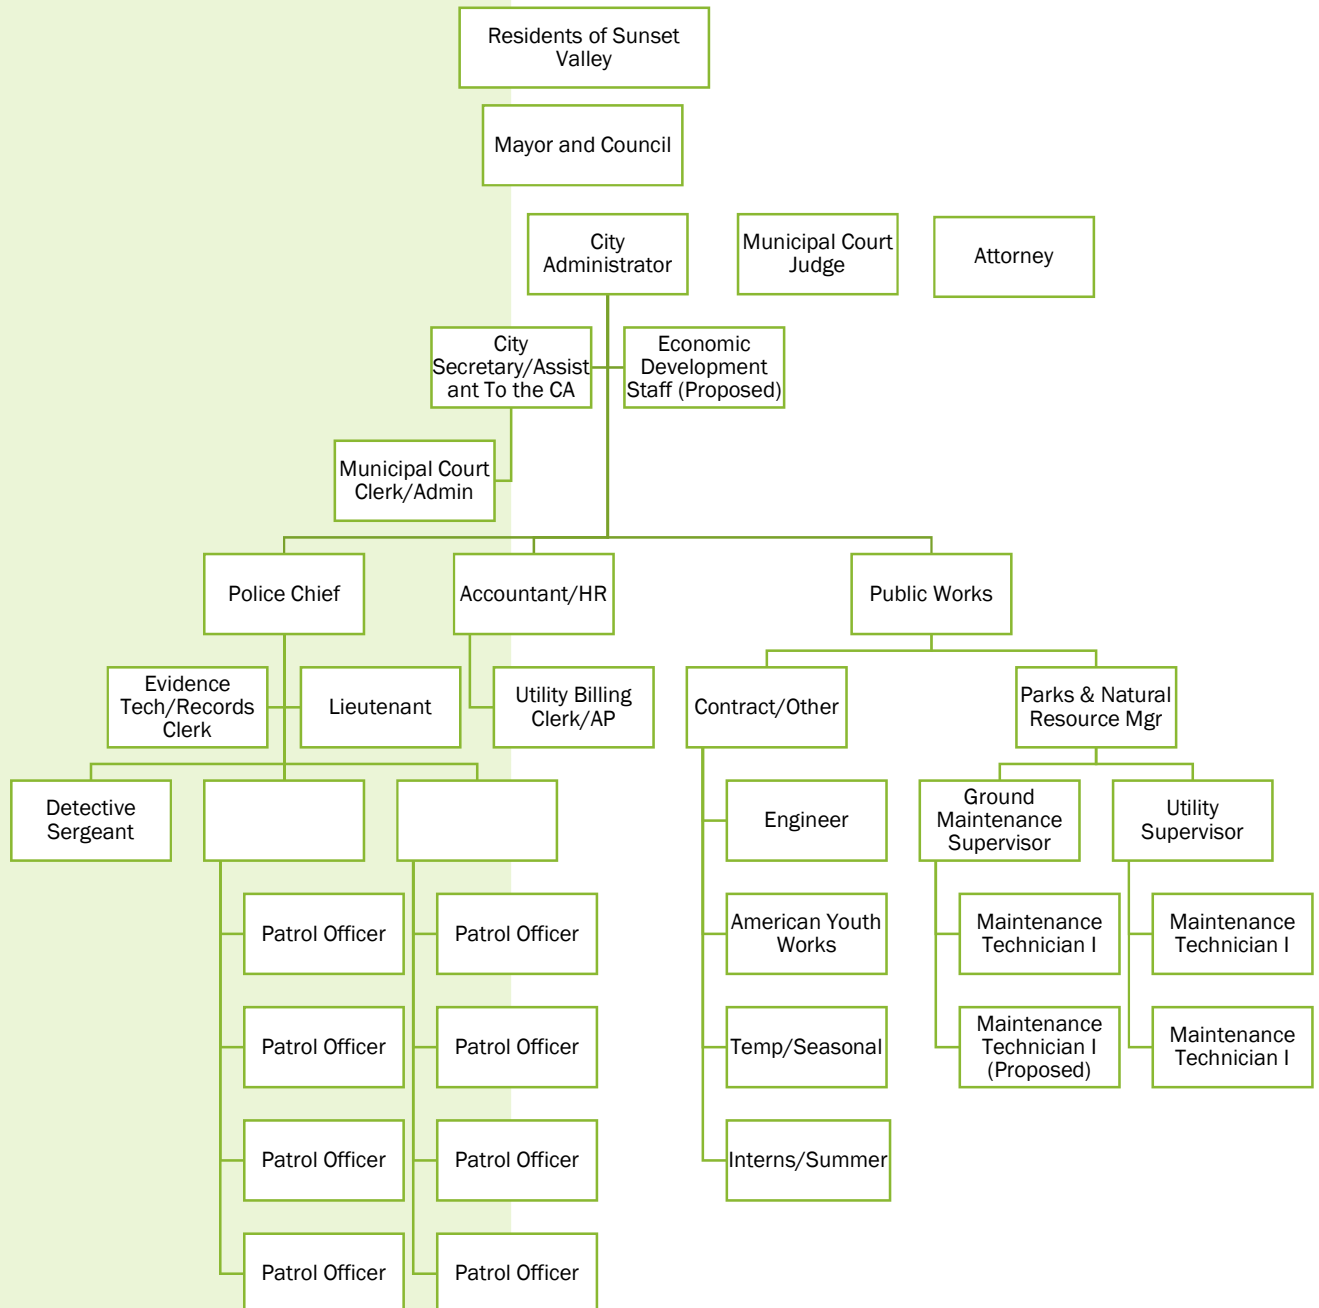 Residents of Sunset
Valley
Mayor and Council
City
Administrator
Municipal Court
Judge
Attorney
City
Secretary/Assist
ant To the CA
Economic
Development
Staff (Proposed)
Municipal Court
Clerk/Admin
Police Chief
Accountant/HR
Public Works
Evidence
Tech/Records
Clerk
Lieutenant
Utility Billing
Clerk/AP
Contract/Other
Parks & Natural
Resource Mgr
Detective
Sergeant
Engineer
Ground
Maintenance
Supervisor
Utility
Supervisor
Patrol Officer
Patrol Officer
American Youth
Works
Maintenance
Technician I
Maintenance
Technician I
Patrol Officer
Patrol Officer
Temp/Seasonal
Maintenance
Technician I
(Proposed)
Maintenance
Technician I
Patrol Officer
Patrol Officer
Interns/Summer
Patrol Officer
Patrol Officer